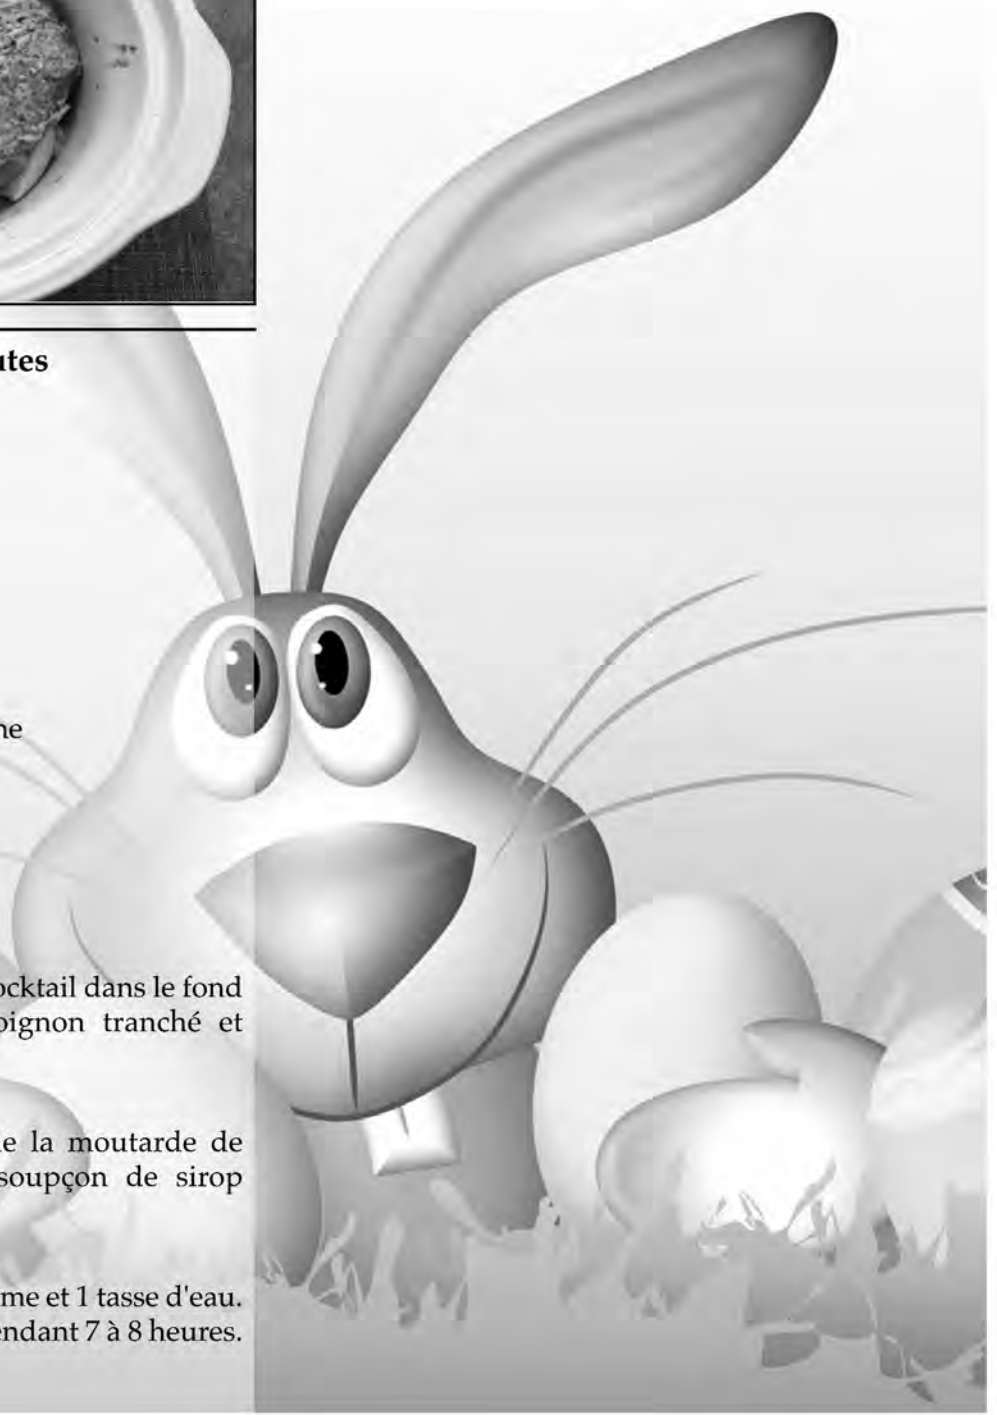 utes
ne
ocktail dans le fond
oignon tranché et
le la moutarde de
soupçon de sirop
me et 1 tasse d'eau.
endant 7 à 8 heures.